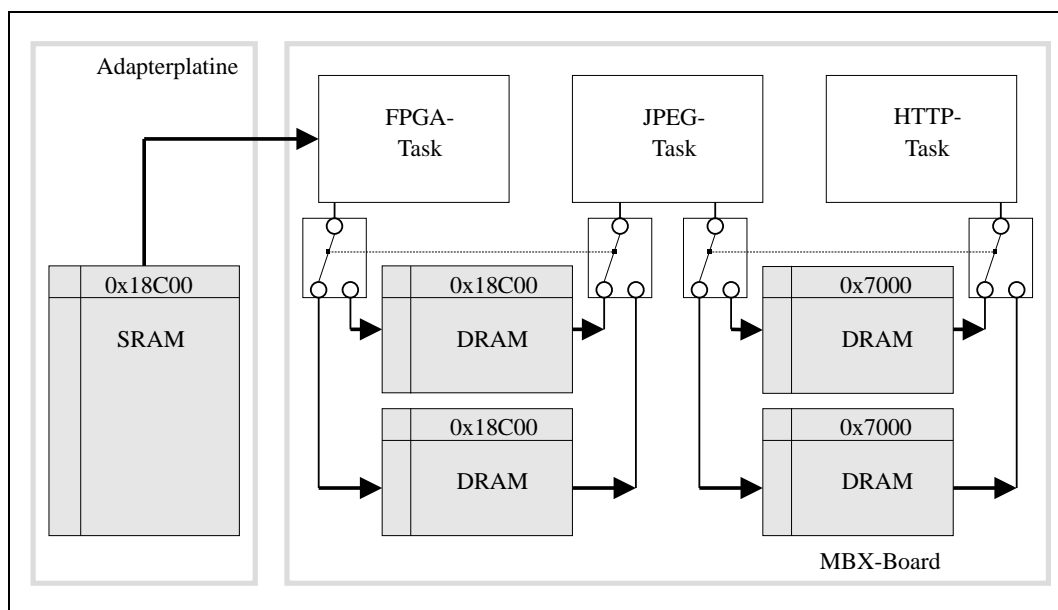 Adapterplatine
FPGA-
Task
JPEG-
Task
HTTP-
Task
0x18C00
SRAM
0x18C00
DRAM
0x7000
DRAM
0x18C00
DRAM
0x7000
DRAM
MBX-Board